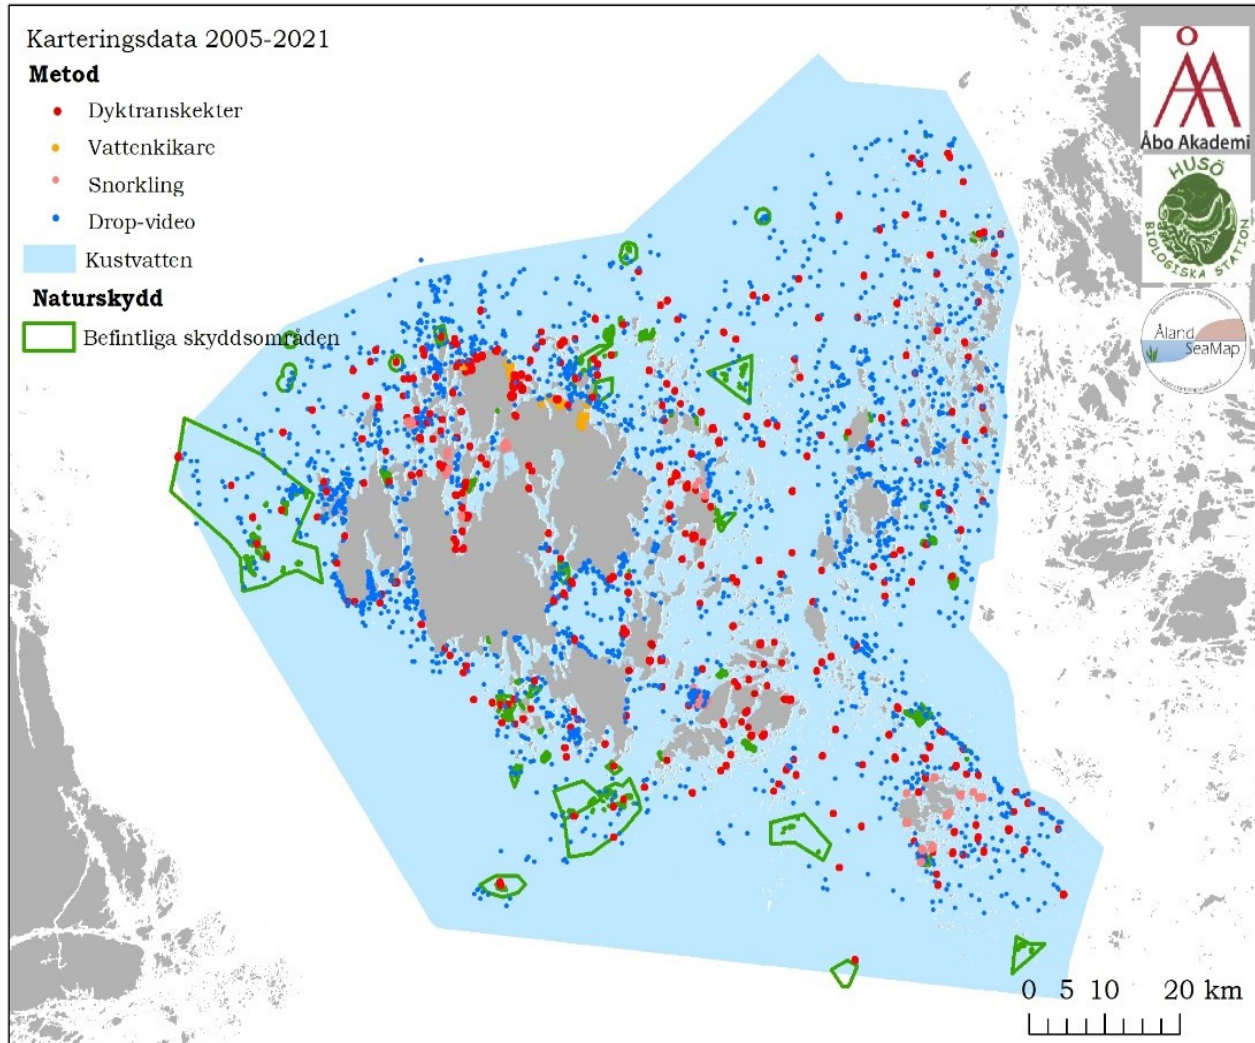 Karteringsdata 2005-2021
Metod
Dyktranskekter
Vattenkikare
Snorkling
Drop-video
Kustvatten
Naturskydd
Befintliga skyddsområden
Åbo Akademi
HUSÖ
BIOLOGISKA STATION
Åland
SeaMap
0 5 10 20 km